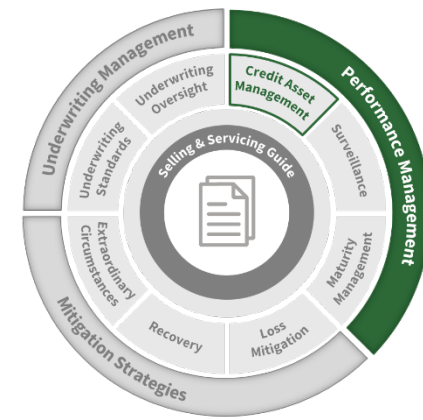 Underwriting Management
Performance Management
Mitigation Strategies
Underwriting
Oversight
Credit Asset
Management
Surveillance
Maturity
Management
Loss
Mitigation
Recovery
Extraordinary
Circumstances
Underwriting
Standards
Selling & Servicing Guide